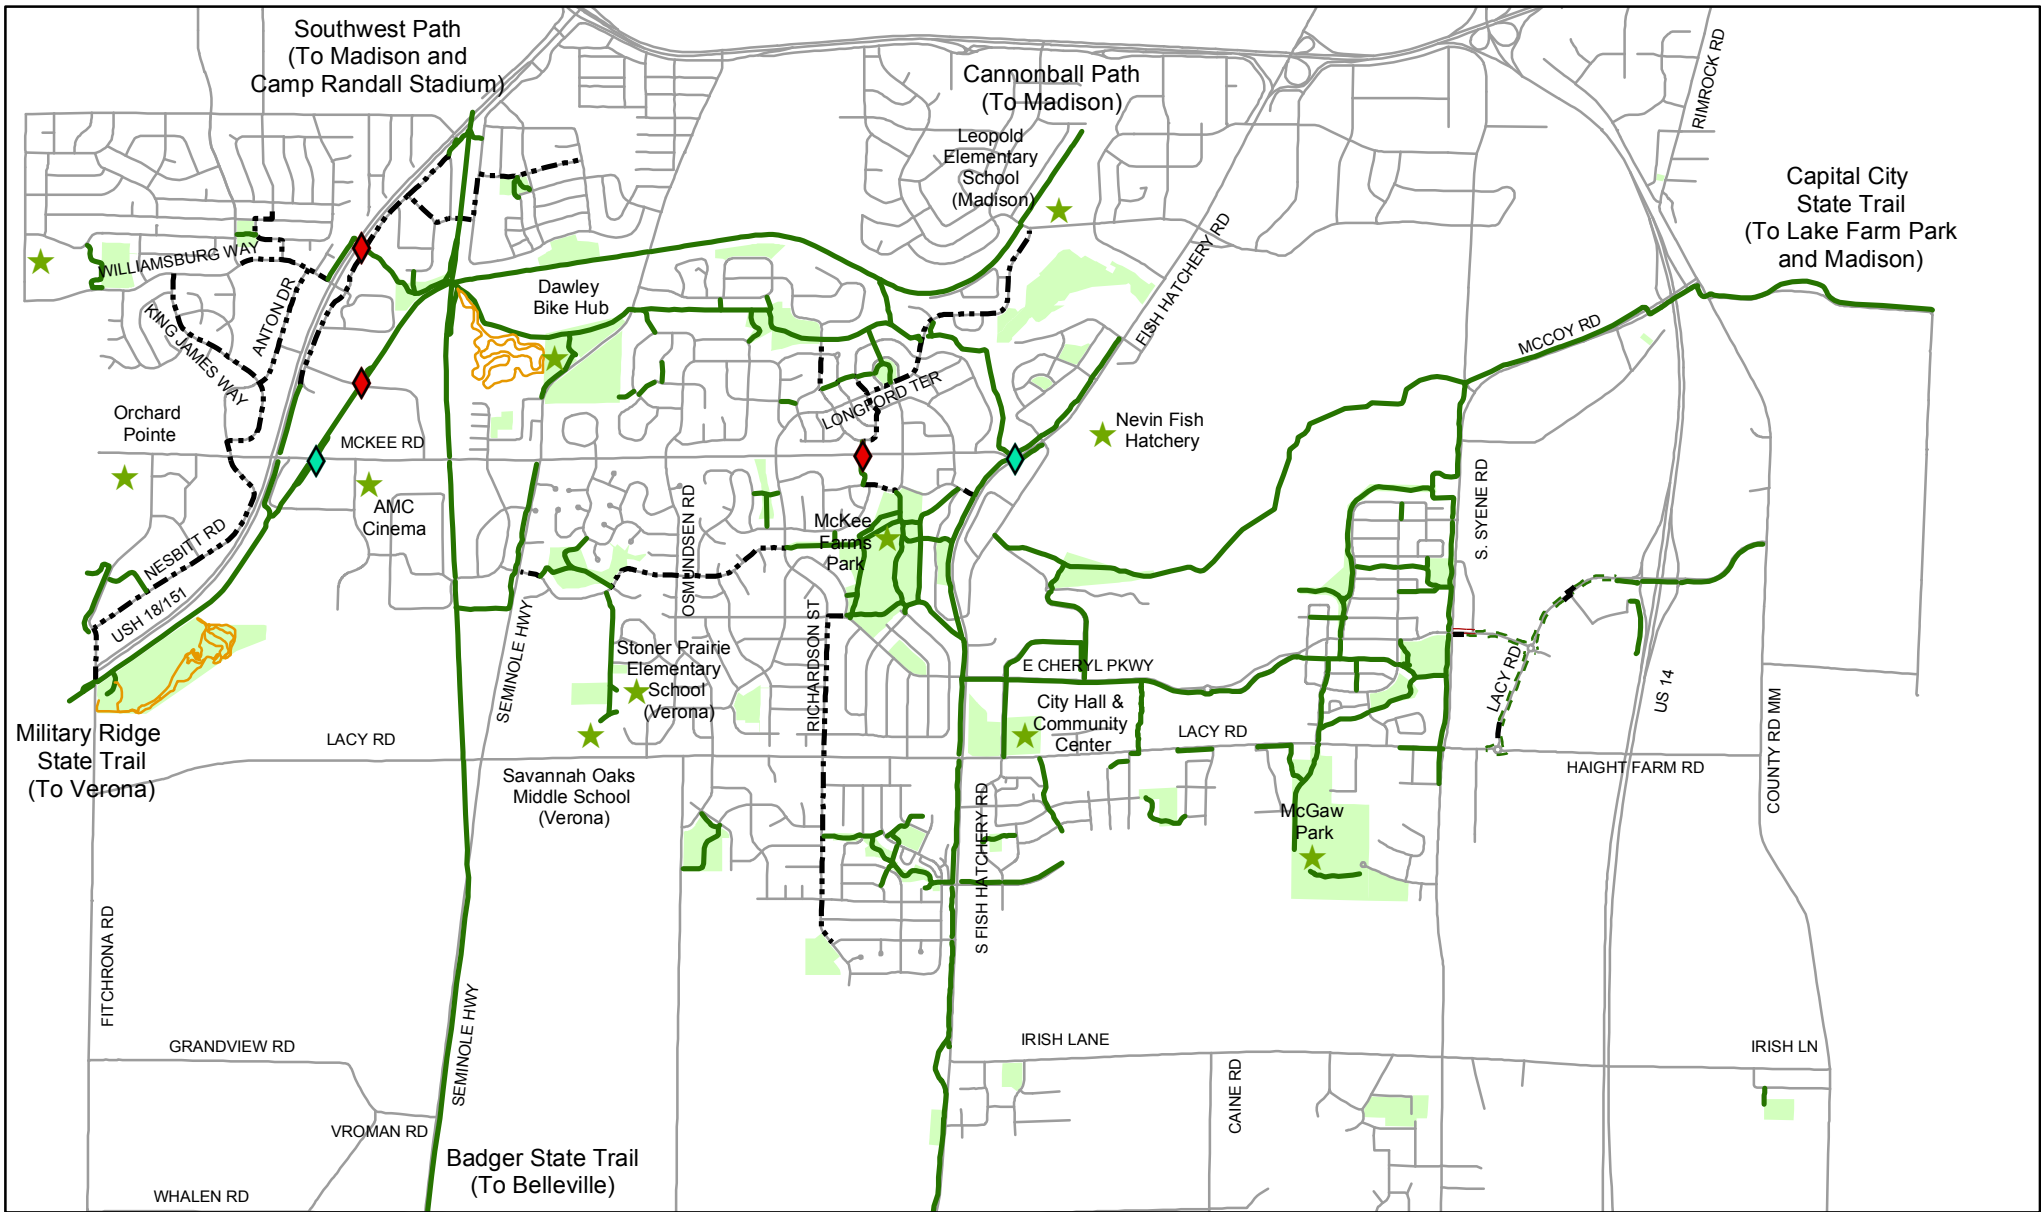 Southwest Path
(To Madison and
Camp Randall Stadium)
Cannonball Path
(To Madison)
RIMROCK RD
Leopold
Elementary
School
(Madison)
Capital City
State Trail
(To Lake Farm Park
and Madison)
FISH HATCHERY RD
WILLIAMSBURG WAY
ANTON DR
KING JAMES WAY
Dawley
Bike Hub
MCCOY RD
LONGFORD TER
Orchard
Pointe
MCKEE RD
Nevin Fish
Hatchery
AMC
Cinema
NESBITT RD
USH 18/151
OSMUNDSEN RD
McKee
Farms
Park
S. SYENE RD
SEMINOLE HWY
RICHARDSON ST
Stoner Prairie
Elementary
School
(Verona)
E CHERYL PKWY
LACY RD
US 14
City Hall &
Community
Center
Military Ridge
State Trail
(To Verona)
LACY RD
LACY RD
HAIGHT FARM RD
COUNTY RD MM
Savannah Oaks
Middle School
(Verona)
S FISH HATCHERY RD
McGaw
Park
FITCHRONA RD
SEMINOLE HWY
GRANDVIEW RD
IRISH LANE
IRISH LN
CAINE RD
VROMAN RD
Badger State Trail
(To Belleville)
WHALEN RD